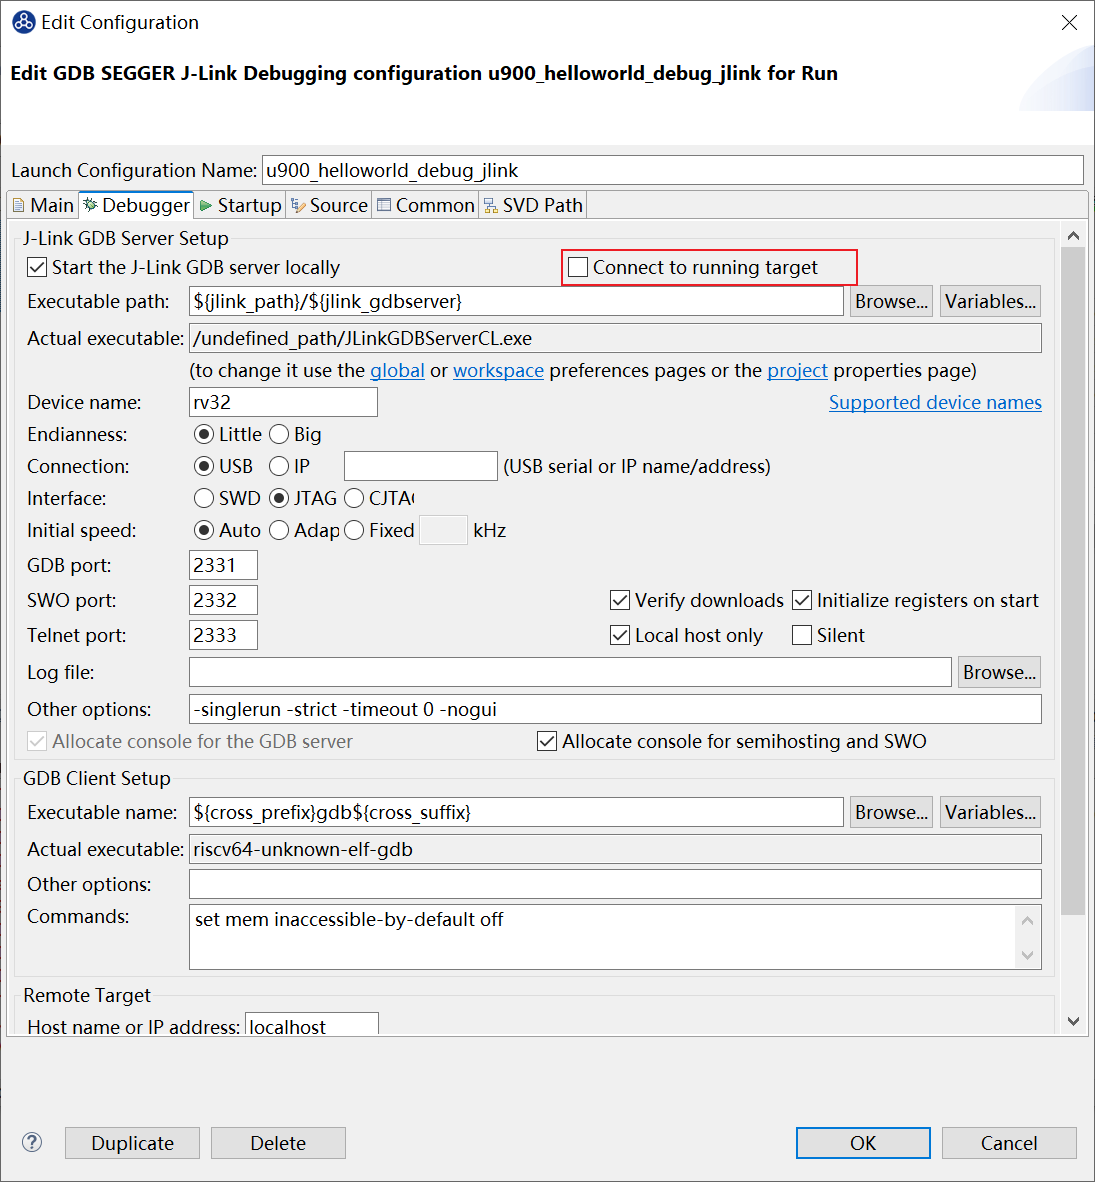 Edit Configuration
Edit GDB SEGGER J-Link Debugging configuration u900_helloworld_debug_jlink for Run
Launch Configuration Name: u900_helloworld_debug_jlink
Main Debugger Startup Source Common SVD Path
J-Link GDB Server Setup
Start the J-Link GDB server locally Connect to running target
Executable path: ${jlink_path}/${jlink_gdbserver} Browse... Variables...
Actual executable: /undefined_path/JLinkGDBServerCL.exe
(to change it use the global or workspace preferences pages or the project properties page)
Device name: rv32 Supported device names
Endianness: Little Big
Connection: USB IP (USB serial or IP name/address)
Interface: SWD JTAG CJTA
Initial speed: Auto Adap Fixed kHz
GDB port: 2331
SWO port: 2332 Verify downloads Initialize registers on start
Telnet port: 2333 Local host only Silent
Log file: Browse...
Other options: -singlerun -strict -timeout 0 -nogui
Allocate console for the GDB server Allocate console for semihosting and SWO
GDB Client Setup
Executable name: ${cross_prefix}gdb${cross_suffix} Browse... Variables...
Actual executable: riscv64-unknown-elf-gdb
Other options:
Commands: set mem inaccessible-by-default off
Remote Target
Host name or IP address: localhost
? Duplicate Delete OK Cancel